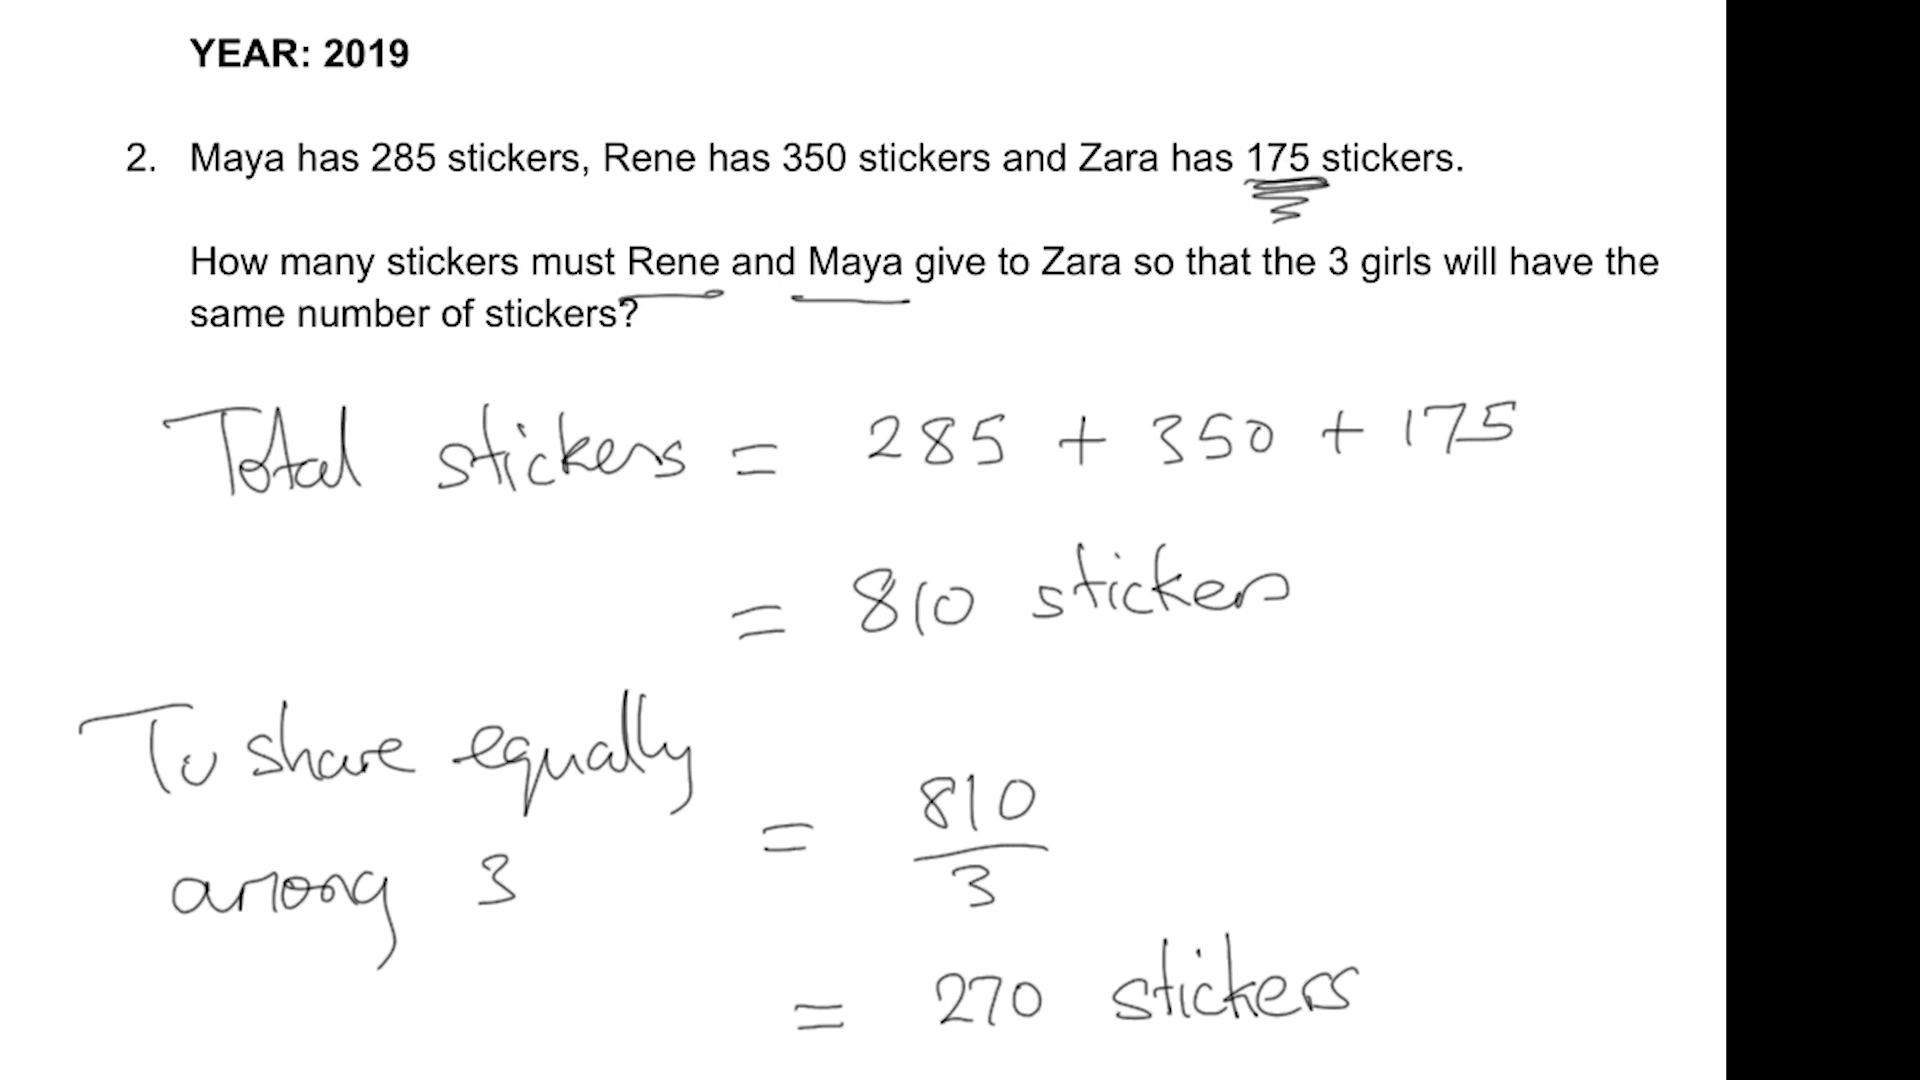 YEAR: 2019
2. Maya has 285 stickers, Rene has 350 stickers and Zara has 175 stickers.
How many stickers must Rene and Maya give to Zara so that the 3 girls will have the
same number of stickers?
Total stickers = 285 + 350 + 175
= 810 stickers
To share equally
among 3 = 810/3
= 270 stickers